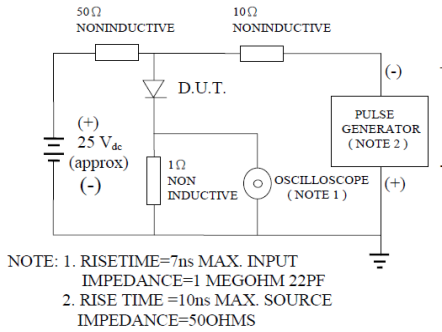 50Ω
NONINDUCTIVE
10Ω
NONINDUCTIVE
D.U.T.
(-)
PULSE
GENERATOR
( NOTE 2 )
(+)
(+)
25 Vdc
(approx)
(-)
1Ω
NON
INDUCTIVE
OSCILLOSCOPE
( NOTE 1 )
NOTE: 1. RISETIME=7ns MAX. INPUT
IMPEDANCE=1 MEGOHM 22PF
2. RISE TIME =10ns MAX. SOURCE
IMPEDANCE=50OHMS